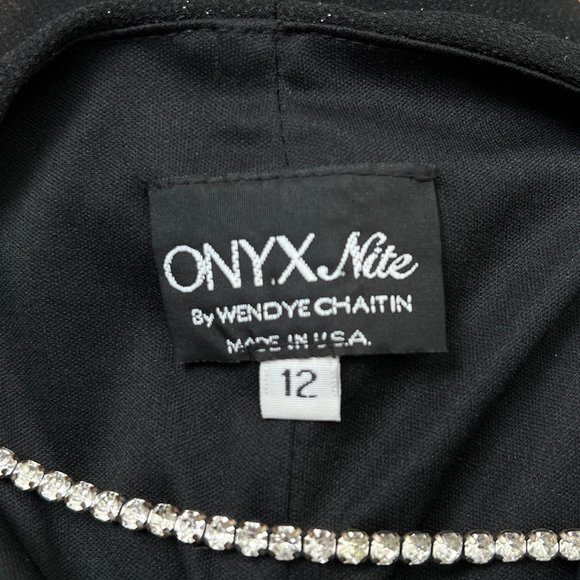 ONYX Nite
By WENDYE CHAITIN
MADE IN U.S.A.
12